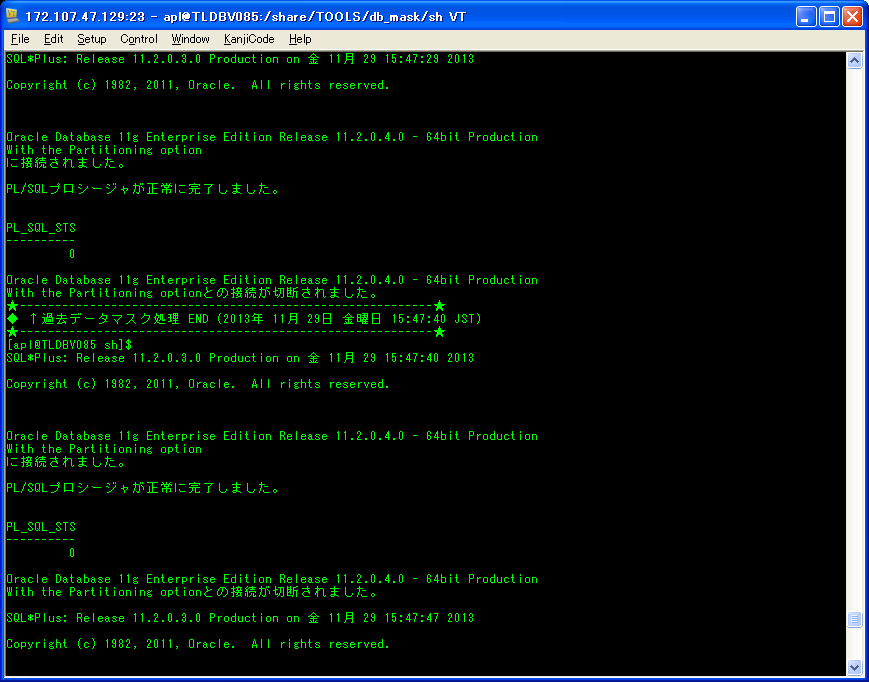 172.107.47.129:23 - apl@TLDBV085:/share/TOOLS/db_mask/sh VT
File Edit Setup Control Window KanjiCode Help
SQL*Plus: Release 11.2.0.3.0 Production on 金 11月 29 15:47:29 2013
Copyright (c) 1982, 2011, Oracle.  All rights reserved.
Oracle Database 11g Enterprise Edition Release 11.2.0.4.0 - 64bit Production
With the Partitioning option
に接続されました。
PL/SQLプロシージャが正常に完了しました。
PL_SQL_STS
----------
0
Oracle Database 11g Enterprise Edition Release 11.2.0.4.0 - 64bit Production
With the Partitioning optionとの接続が切断されました。
★-----------------------------------------------------------★
◆ ↑過去データマスク処理 END (2013年 11月 29日 金曜日 15:47:40 JST)
★-----------------------------------------------------------★
[apl@TLDBV085 sh]$
SQL*Plus: Release 11.2.0.3.0 Production on 金 11月 29 15:47:40 2013
Copyright (c) 1982, 2011, Oracle.  All rights reserved.
Oracle Database 11g Enterprise Edition Release 11.2.0.4.0 - 64bit Production
With the Partitioning option
に接続されました。
PL/SQLプロシージャが正常に完了しました。
PL_SQL_STS
----------
0
Oracle Database 11g Enterprise Edition Release 11.2.0.4.0 - 64bit Production
With the Partitioning optionとの接続が切断されました。
SQL*Plus: Release 11.2.0.3.0 Production on 金 11月 29 15:47:47 2013
Copyright (c) 1982, 2011, Oracle.  All rights reserved.